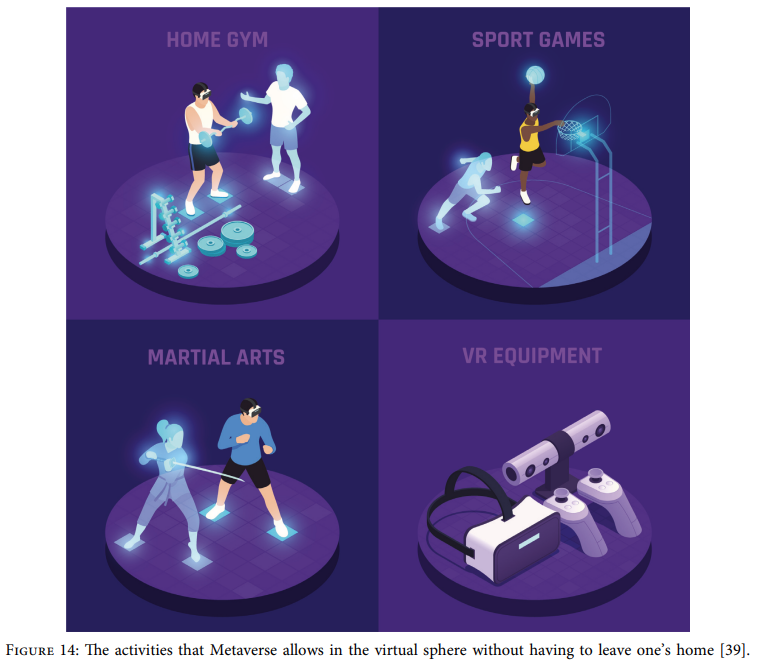 HOME GYM
SPORT GAMES
MARTIAL ARTS
VR EQUIPMENT
FIGURE 14: The activities that Metaverse allows in the virtual sphere without having to leave one's home [39].